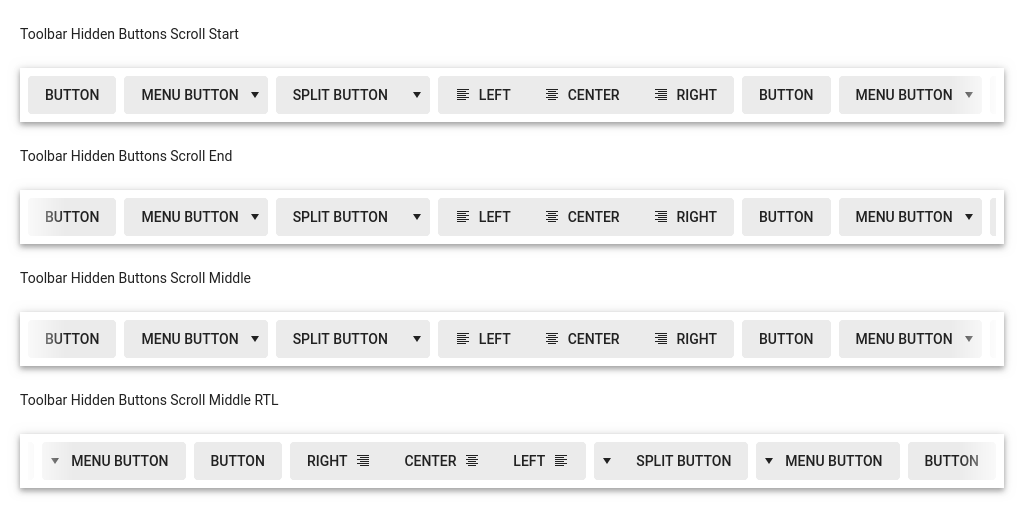 Toolbar Hidden Buttons Scroll Start
BUTTON MENU BUTTON SPLIT BUTTON LEFT CENTER RIGHT BUTTON MENU BUTTON
Toolbar Hidden Buttons Scroll End
BUTTON MENU BUTTON SPLIT BUTTON LEFT CENTER RIGHT BUTTON MENU BUTTON
Toolbar Hidden Buttons Scroll Middle
BUTTON MENU BUTTON SPLIT BUTTON LEFT CENTER RIGHT BUTTON MENU BUTTON
Toolbar Hidden Buttons Scroll Middle RTL
MENU BUTTON BUTTON RIGHT CENTER LEFT SPLIT BUTTON MENU BUTTON BUTTON